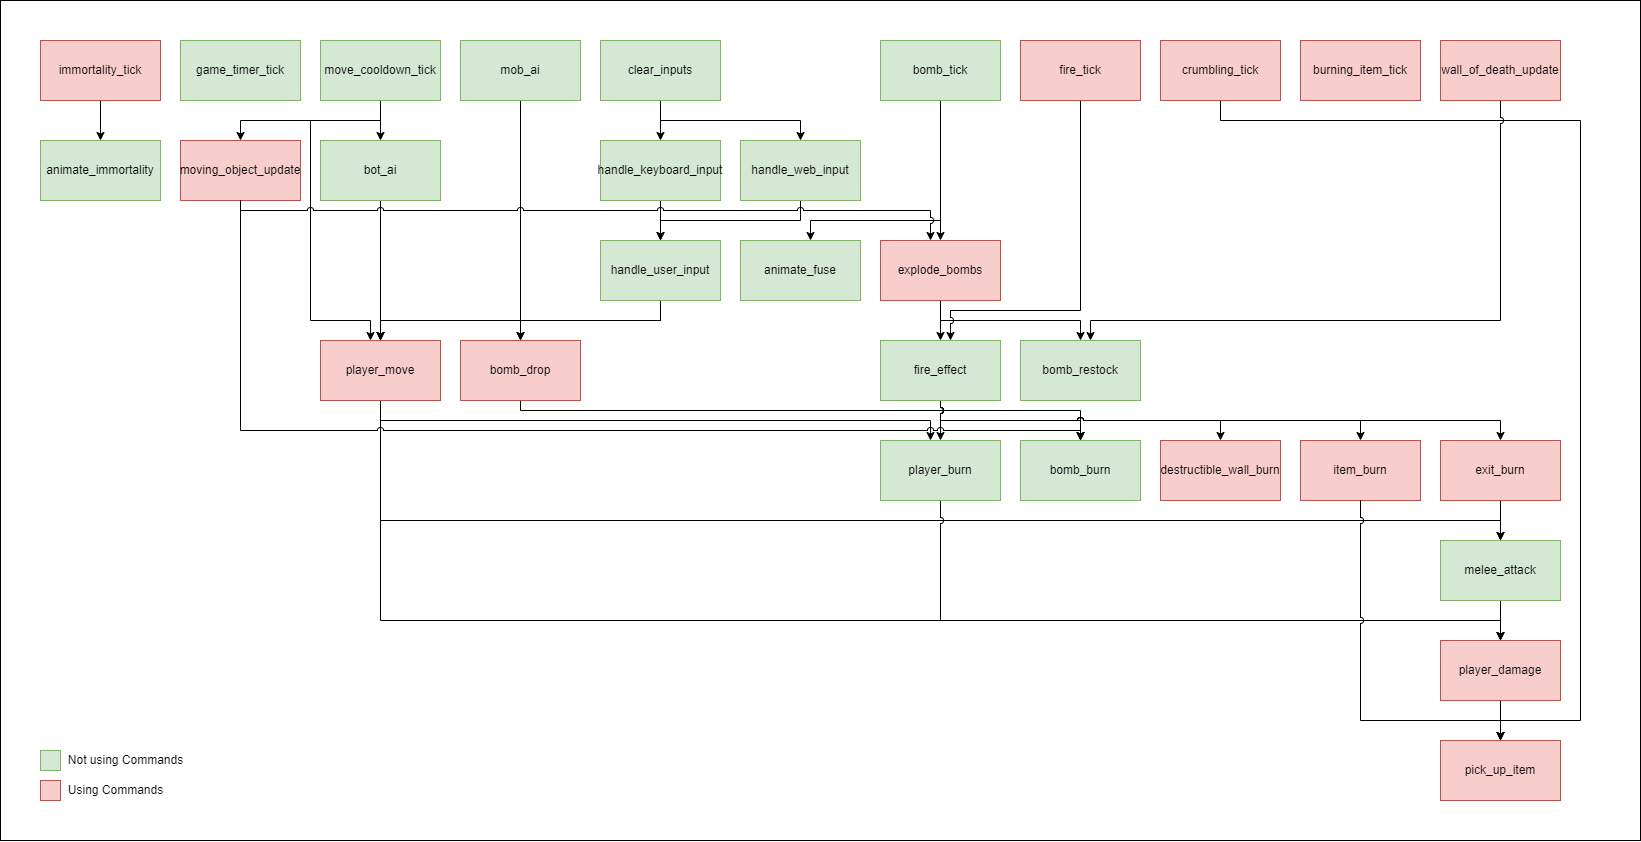 immortality_tick
game_timer_tick
move_cooldown_tick
mob_ai
clear_inputs
bomb_tick
fire_tick
crumbling_tick
burning_item_tick
wall_of_death_update
animate_immortality
moving_object_update
bot_ai
handle_keyboard_input
handle_web_input
handle_user_input
animate_fuse
explode_bombs
player_move
bomb_drop
fire_effect
bomb_restock
player_burn
bomb_burn
destructible_wall_burn
item_burn
exit_burn
melee_attack
player_damage
pick_up_item
Not using Commands
Using Commands